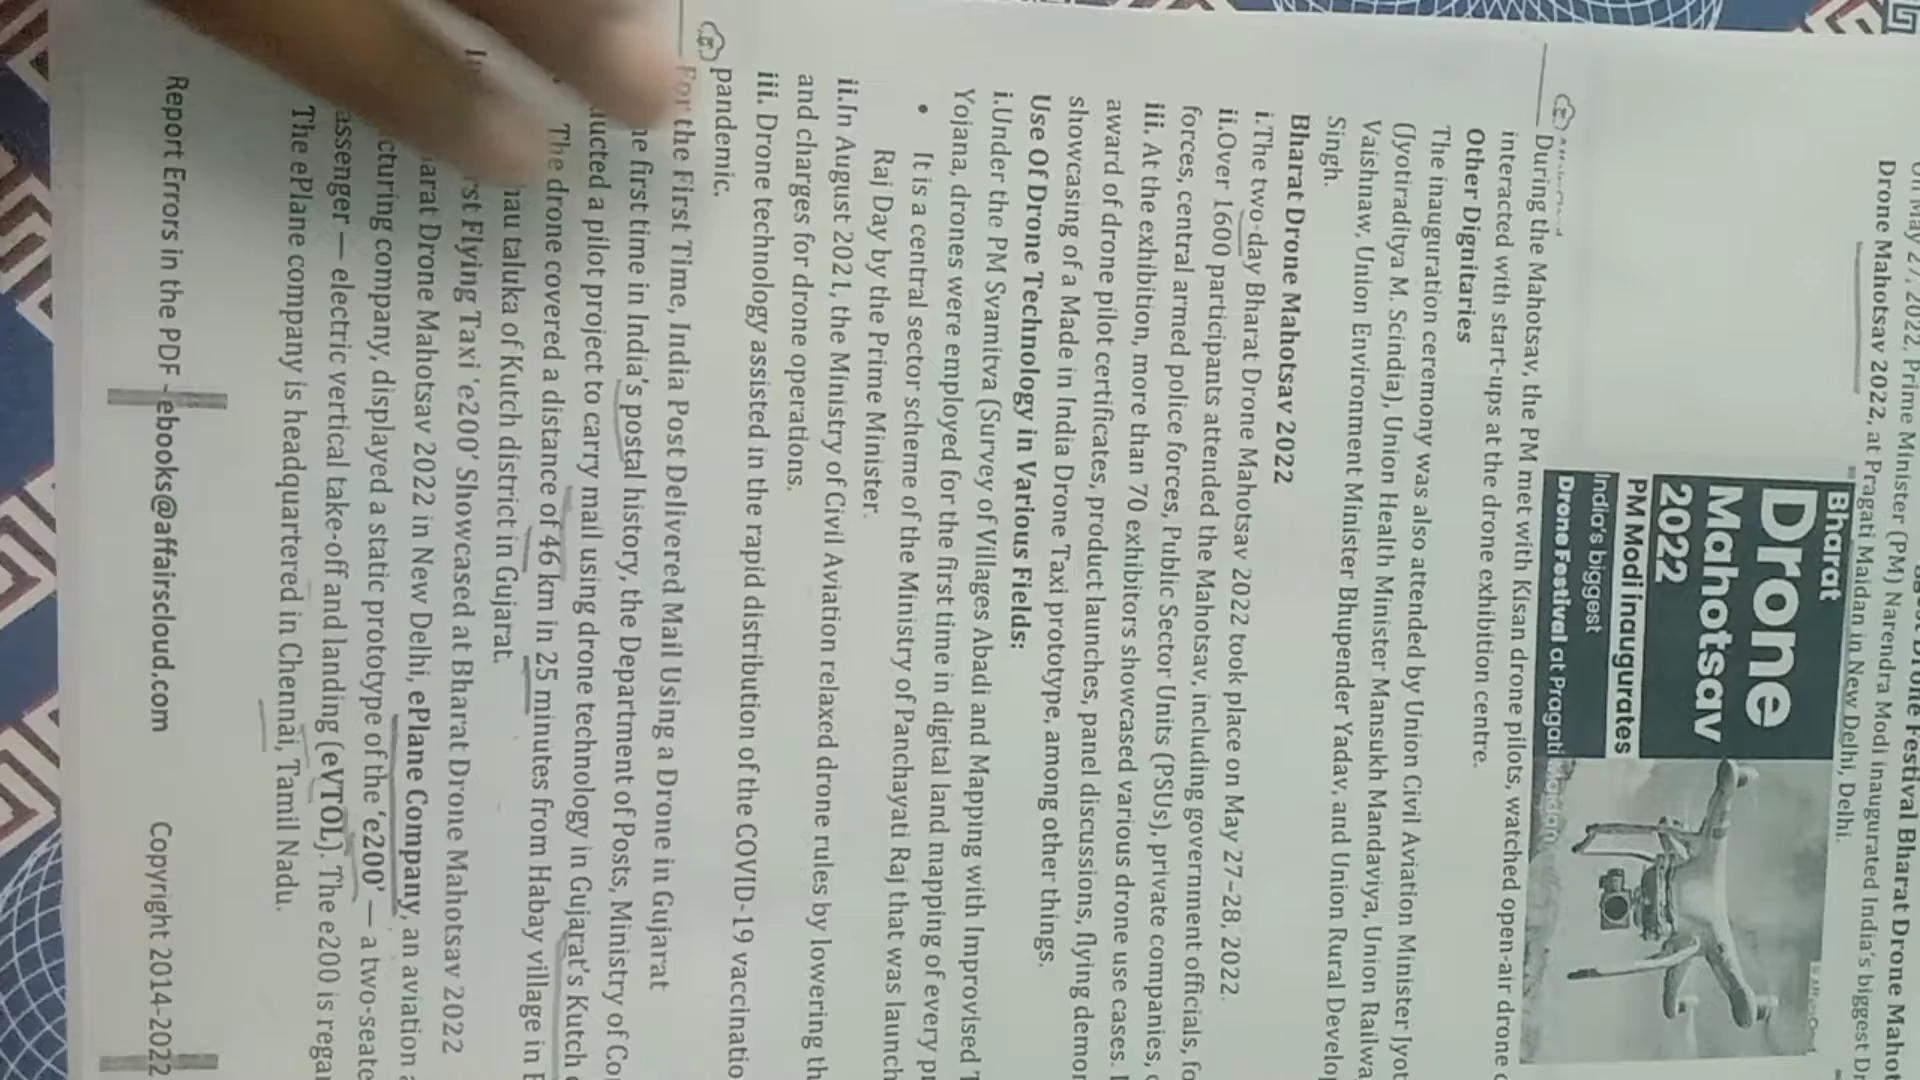 On May 27, 2022, Prime Minister (PM) Narendra Modi inaugurated India's biggest Dr
Drone Mahotsav 2022, at Pragati Maidan in New Delhi, Delhi.
Bharat
Drone
Mahotsav
2022
PM Modi inaugurates
India's biggest
Drone Festival at Pragati Maidan
During the Mahotsav, the PM met with Kisan drone pilots, watched open-air drone
interacted with start-ups at the drone exhibition centre.
Other Dignitaries
The inauguration ceremony was also attended by Union Civil Aviation Minister Jyot
(Jyotiraditya M. Scindia), Union Health Minister Mansukh Mandaviya, Union Railwa
Vaishnaw, Union Environment Minister Bhupender Yadav, and Union Rural Develop
Singh.
Bharat Drone Mahotsav 2022
i.The two-day Bharat Drone Mahotsav 2022 took place on May 27-28, 2022.
ii.Over 1600 participants attended the Mahotsav, including government officials, fo
forces, central armed police forces, Public Sector Units (PSUs), private companies,
iii. At the exhibition, more than 70 exhibitors showcased various drone use cases.
award of drone pilot certificates, product launches, panel discussions, flying demon
showcasing of a Made in India Drone Taxi prototype, among other things.
Use Of Drone Technology in Various Fields:
i.Under the PM Svamitva (Survey of Villages Abadi and Mapping with Improvised T
Yojana, drones were employed for the first time in digital land mapping of every pr
• It is a central sector scheme of the Ministry of Panchayati Raj that was launch
Raj Day by the Prime Minister.
ii.In August 2021, the Ministry of Civil Aviation relaxed drone rules by lowering th
and charges for drone operations.
iii. Drone technology assisted in the rapid distribution of the COVID-19 vaccinatio
pandemic.
For the First Time, India Post Delivered Mail Using a Drone in Gujarat
he first time in India's postal history, the Department of Posts, Ministry of Co
ducted a pilot project to carry mail using drone technology in Gujarat's Kutch
The drone covered a distance of 46 km in 25 minutes from Habay village in
hau taluka of Kutch district in Gujarat.
rst Flying Taxi 'e200' Showcased at Bharat Drone Mahotsav 2022
arat Drone Mahotsav 2022 in New Delhi, ePlane Company, an aviation
cturing company, displayed a static prototype of the 'e200' — a two-seate
assenger — electric vertical take-off and landing (eVTOL). The e200 is regar
The ePlane company is headquartered in Chennai, Tamil Nadu.
Report Errors in the PDF - ebooks@affairscloud.com Copyright 2014-2022